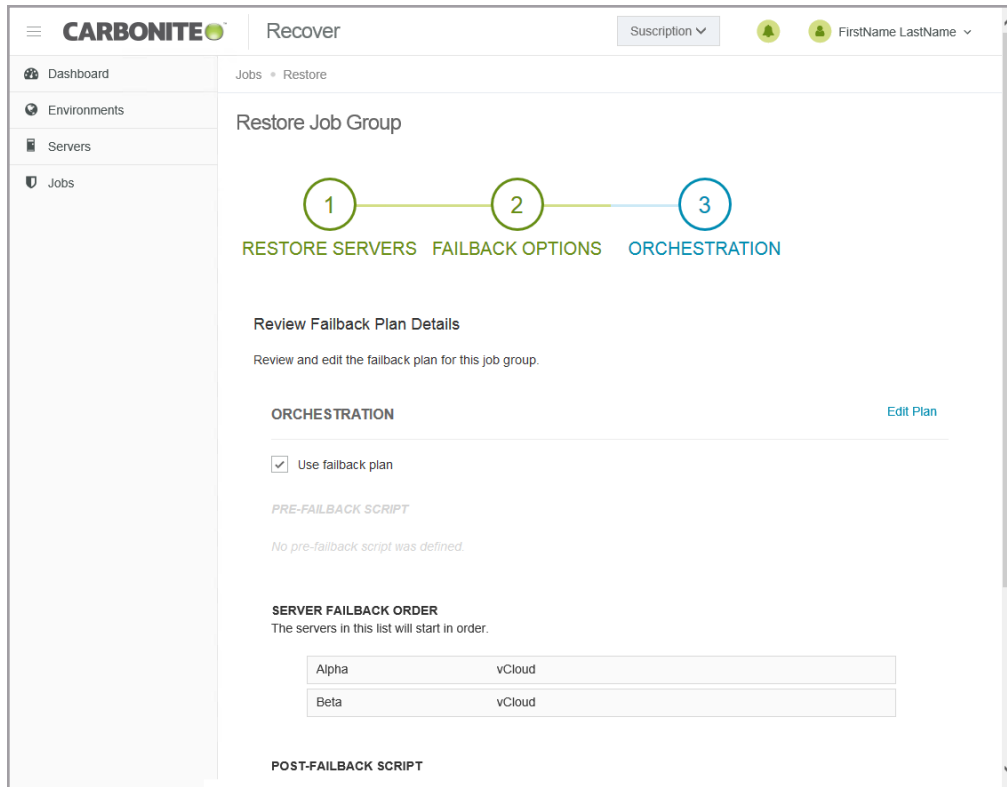 CARBONITE Recover Suscription FirstName LastName
Dashboard
Environments
Servers
Jobs
Jobs Restore
Restore Job Group
1 2 3
RESTORE SERVERS FAILBACK OPTIONS ORCHESTRATION
Review Failback Plan Details
Review and edit the failback plan for this job group.
ORCHESTRATION Edit Plan
Use failback plan
PRE-FAILBACK SCRIPT
No pre-failback script was defined.
SERVER FAILBACK ORDER
The servers in this list will start in order.
Alpha vCloud
Beta vCloud
POST-FAILBACK SCRIPT